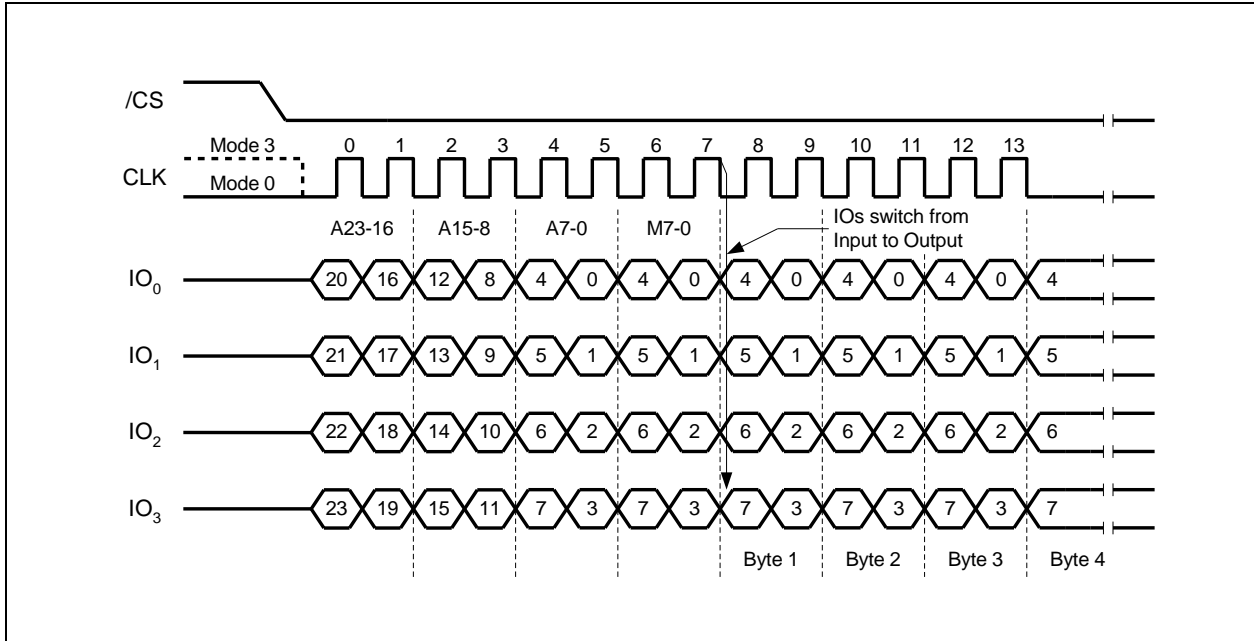 /CS
Mode 3
0 1 2 3 4 5 6 7 8 9 10 11 12 13
CLK
Mode 0
A23-16 A15-8 A7-0 M7-0
IOs switch from
Input to Output
IO0 20 16 12 8 4 0 4 0 4 0 4 0 4 0 4
IO1 21 17 13 9 5 1 5 1 5 1 5 1 5 1 5
IO2 22 18 14 10 6 2 6 2 6 2 6 2 6 2 6
IO3 23 19 15 11 7 3 7 3 7 3 7 3 7 3 7
Byte 1 Byte 2 Byte 3 Byte 4